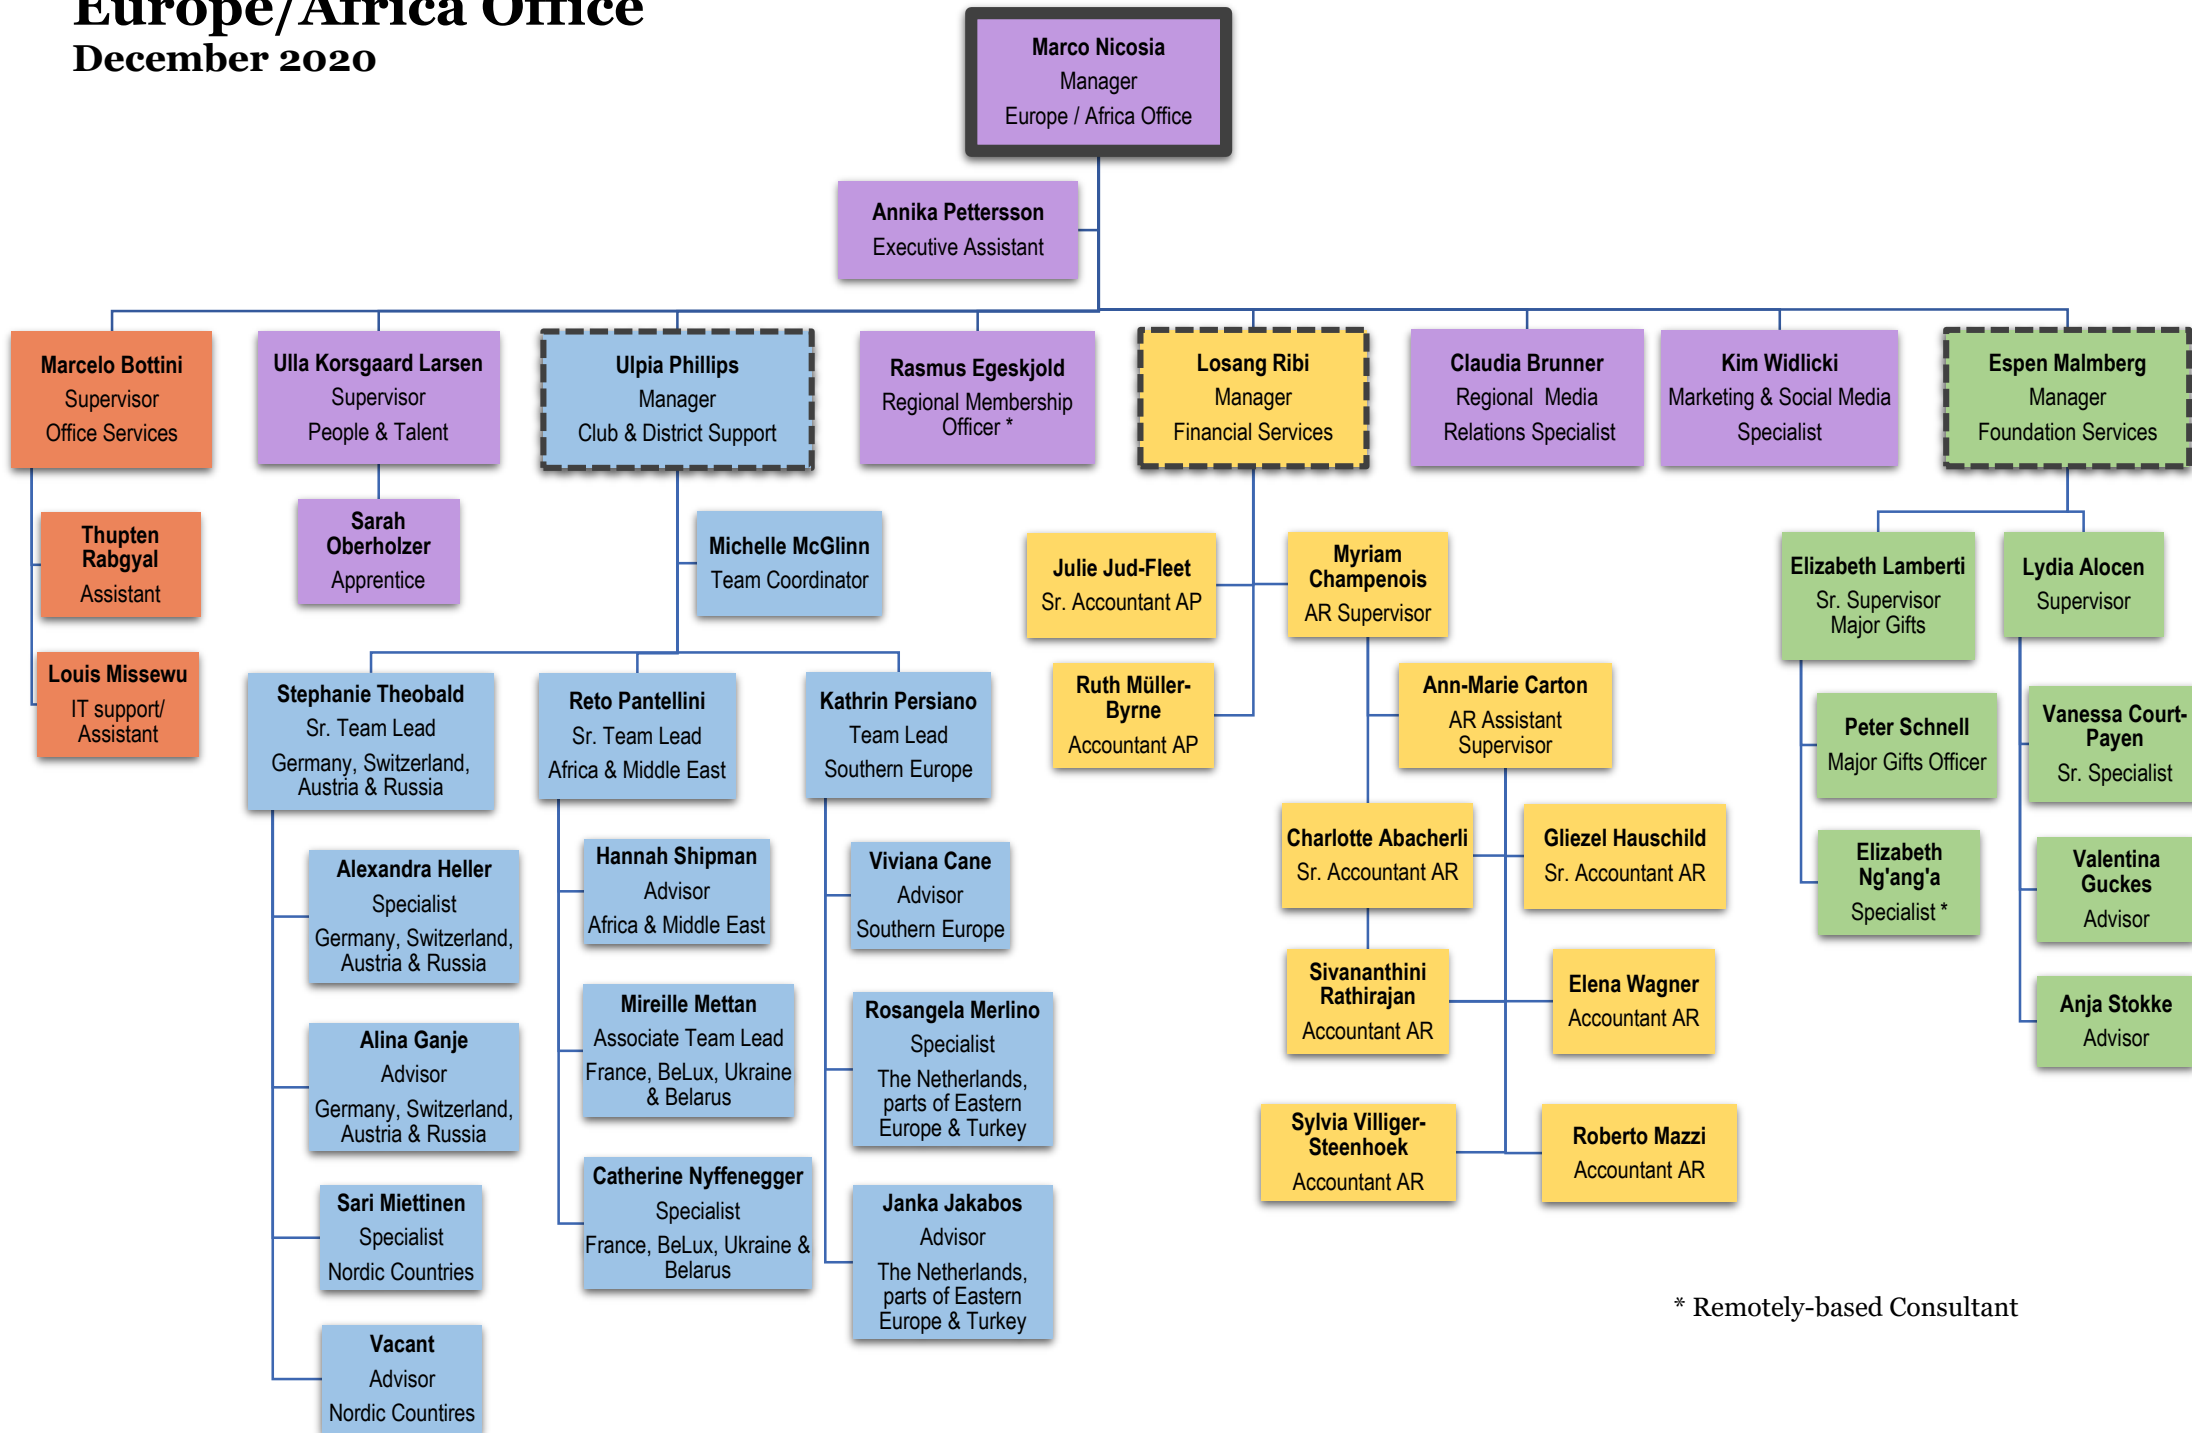 Europe/Africa Office
December 2020
Marco Nicosia
Manager
Europe / Africa Office
Annika Pettersson
Executive Assistant
Marcelo Bottini
Supervisor
Office Services
Ulla Korsgaard Larsen
Supervisor
People & Talent
Ulpia Phillips
Manager
Club & District Support
Rasmus Egeskjold
Regional Membership
Officer *
Losang Ribi
Manager
Financial Services
Claudia Brunner
Regional Media
Relations Specialist
Kim Widlicki
Marketing & Social Media
Specialist
Espen Malmberg
Manager
Foundation Services
Thupten
Rabgyal
Assistant
Louis Missewu
IT support/
Assistant
Sarah
Oberholzer
Apprentice
Michelle McGlinn
Team Coordinator
Stephanie Theobald
Sr. Team Lead
Germany, Switzerland,
Austria & Russia
Alexandra Heller
Specialist
Germany, Switzerland,
Austria & Russia
Alina Ganje
Advisor
Germany, Switzerland,
Austria & Russia
Sari Miettinen
Specialist
Nordic Countries
Vacant
Advisor
Nordic Countires
Reto Pantellini
Sr. Team Lead
Africa & Middle East
Hannah Shipman
Advisor
Africa & Middle East
Mireille Mettan
Associate Team Lead
France, BeLux, Ukraine
& Belarus
Catherine Nyffenegger
Specialist
France, BeLux, Ukraine &
Belarus
Kathrin Persiano
Team Lead
Southern Europe
Viviana Cane
Advisor
Southern Europe
Rosangela Merlino
Specialist
The Netherlands,
parts of Eastern
Europe & Turkey
Janka Jakabos
Advisor
The Netherlands,
parts of Eastern
Europe & Turkey
Julie Jud-Fleet
Sr. Accountant AP
Ruth Müller-
Byrne
Accountant AP
Myriam
Champenois
AR Supervisor
Ann-Marie Carton
AR Assistant
Supervisor
Charlotte Abacherli
Sr. Accountant AR
Gliezel Hauschild
Sr. Accountant AR
Sivananthini
Rathirajan
Accountant AR
Elena Wagner
Accountant AR
Sylvia Villiger-
Steenhoek
Accountant AR
Roberto Mazzi
Accountant AR
Elizabeth Lamberti
Sr. Supervisor
Major Gifts
Peter Schnell
Major Gifts Officer
Elizabeth
Ng'ang'a
Specialist *
Lydia Alocen
Supervisor
Vanessa Court-
Payen
Sr. Specialist
Valentina
Guckes
Advisor
Anja Stokke
Advisor
* Remotely-based Consultant